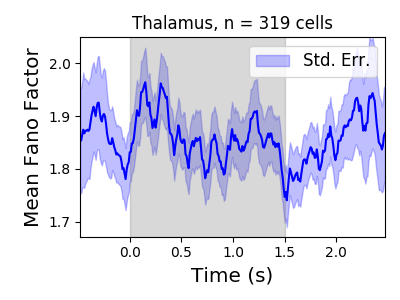 Thalamus, n = 319 cells
Std. Err.
Mean Fano Factor
2.0
1.9
1.8
1.7
0.0 0.5 1.0 1.5 2.0
Time (s)